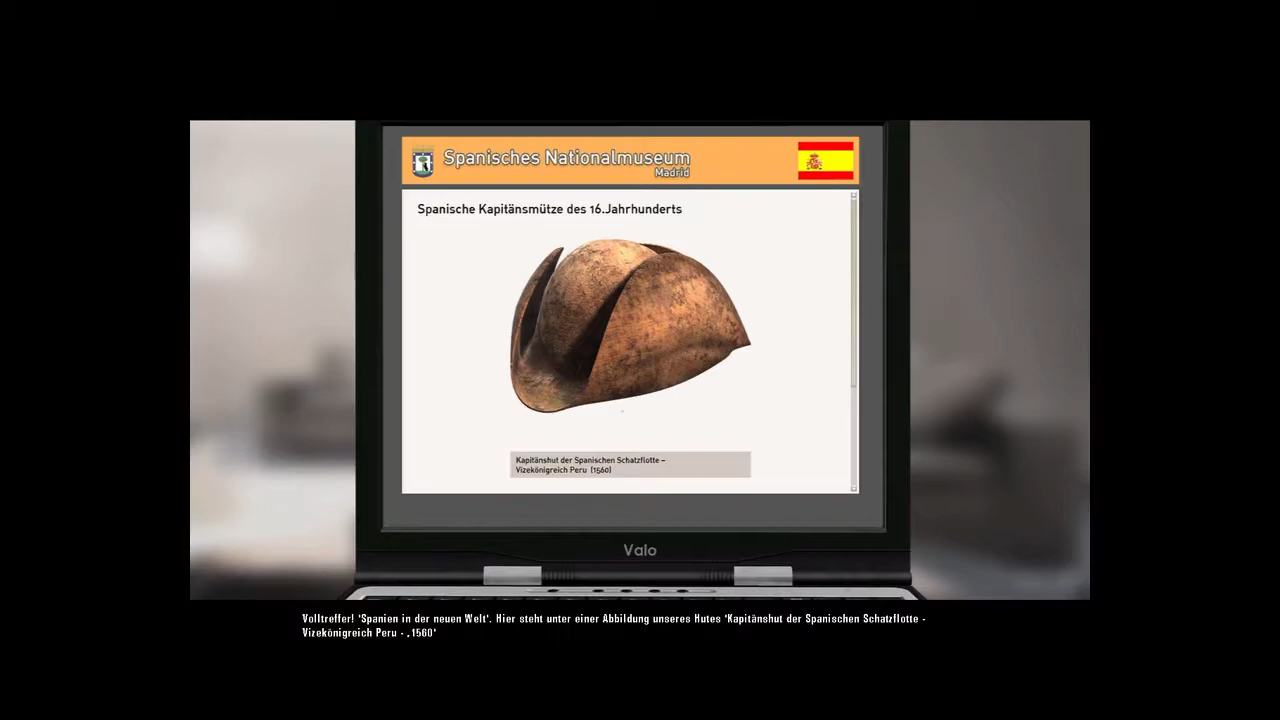 Spanisches Nationalmuseum
Madrid
Spanische Kapitänsmütze des 16.Jahrhunderts
Kapitänshut der Spanischen Schatzflotte –
Vizekönigreich Peru (1560)
Valo
Volltreffer! 'Spanien in der neuen Welt'. Hier steht unter einer Abbildung unseres Hutes 'Kapitänshut der Spanischen Schatzflotte -
Vizekönigreich Peru - ,1560'